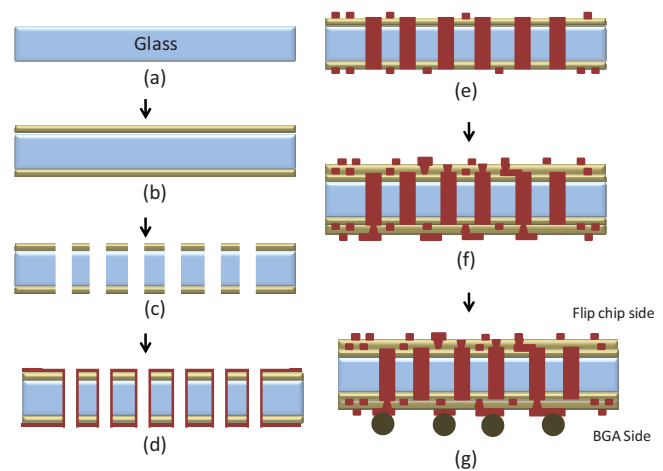 Glass
(a)
(b)
(c)
(d)
(e)
(f)
Flip chip side
BGA Side
(g)